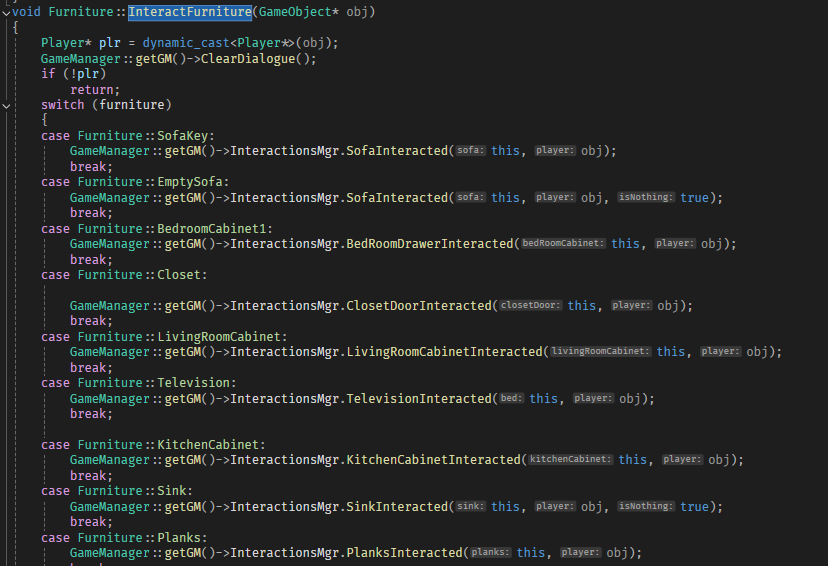 void Furniture::InteractFurniture(GameObject* obj)
{
    Player* plr = dynamic_cast<Player*>(obj);
    GameManager::getGM()->ClearDialogue();
    if (!plr)
        return;
    switch (furniture)
    {
    case Furniture::SofaKey:
        GameManager::getGM()->InteractionsMgr.SofaInteracted(sofa: this, player: obj);
        break;
    case Furniture::EmptySofa:
        GameManager::getGM()->InteractionsMgr.SofaInteracted(sofa: this, player: obj, isNothing: true);
        break;
    case Furniture::BedroomCabinet1:
        GameManager::getGM()->InteractionsMgr.BedRoomDrawerInteracted(bedRoomCabinet: this, player: obj);
        break;
    case Furniture::Closet:
        GameManager::getGM()->InteractionsMgr.ClosetDoorInteracted(closetDoor: this, player: obj);
        break;
    case Furniture::LivingRoomCabinet:
        GameManager::getGM()->InteractionsMgr.LivingRoomCabinetInteracted(livingRoomCabinet: this, player: obj);
        break;
    case Furniture::Television:
        GameManager::getGM()->InteractionsMgr.TelevisionInteracted(bed: this, player: obj);
        break;
    case Furniture::KitchenCabinet:
        GameManager::getGM()->InteractionsMgr.KitchenCabinetInteracted(kitchenCabinet: this, player: obj);
        break;
    case Furniture::Sink:
        GameManager::getGM()->InteractionsMgr.SinkInteracted(sink: this, player: obj, isNothing: true);
        break;
    case Furniture::Planks:
        GameManager::getGM()->InteractionsMgr.PlanksInteracted(planks: this, player: obj);